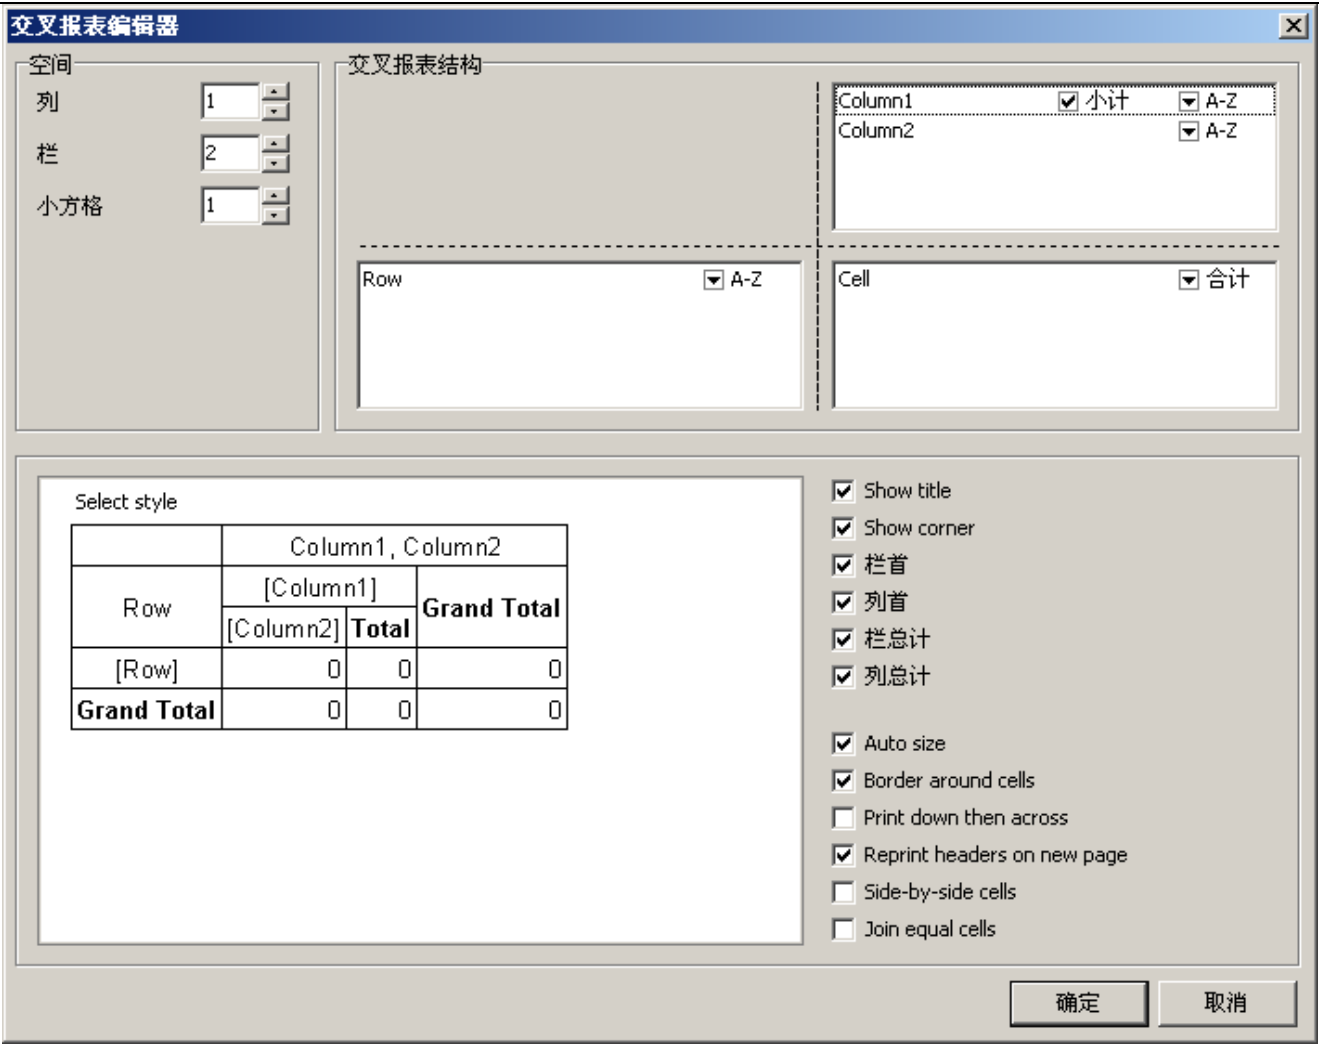 交叉报表编辑器
空间
列 1
栏 2
小方格 1
交叉报表结构
Column1 小计 A-Z
Column2 A-Z
Row A-Z
Cell 合计
Select style
Column1, Column2
Row [Column1] Grand Total
[Column2] Total
[Row] 0 0 0
Grand Total 0 0 0
Show title
Show corner
栏首
列首
栏总计
列总计
Auto size
Border around cells
Print down then across
Reprint headers on new page
Side-by-side cells
Join equal cells
确定 取消